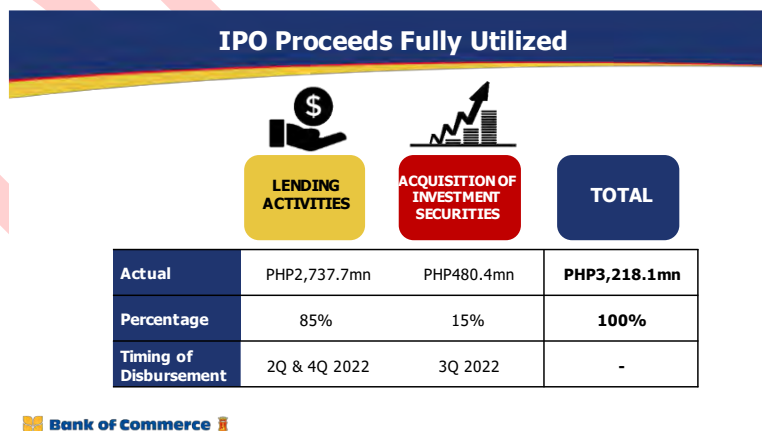 IPO Proceeds Fully Utilized
$
LENDING
ACTIVITIES
ACQUISITION OF
INVESTMENT
SECURITIES
TOTAL
Actual PHP2,737.7mn PHP480.4mn PHP3,218.1mn
Percentage 85% 15% 100%
Timing of
Disbursement 2Q & 4Q 2022 3Q 2022 -
Bank of Commerce